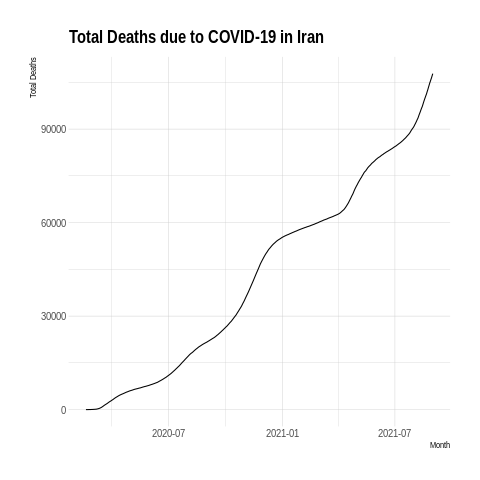 Total Deaths due to COVID-19 in Iran
Total Deaths
90000
60000
30000
0
2020-07
2021-01
2021-07
Month